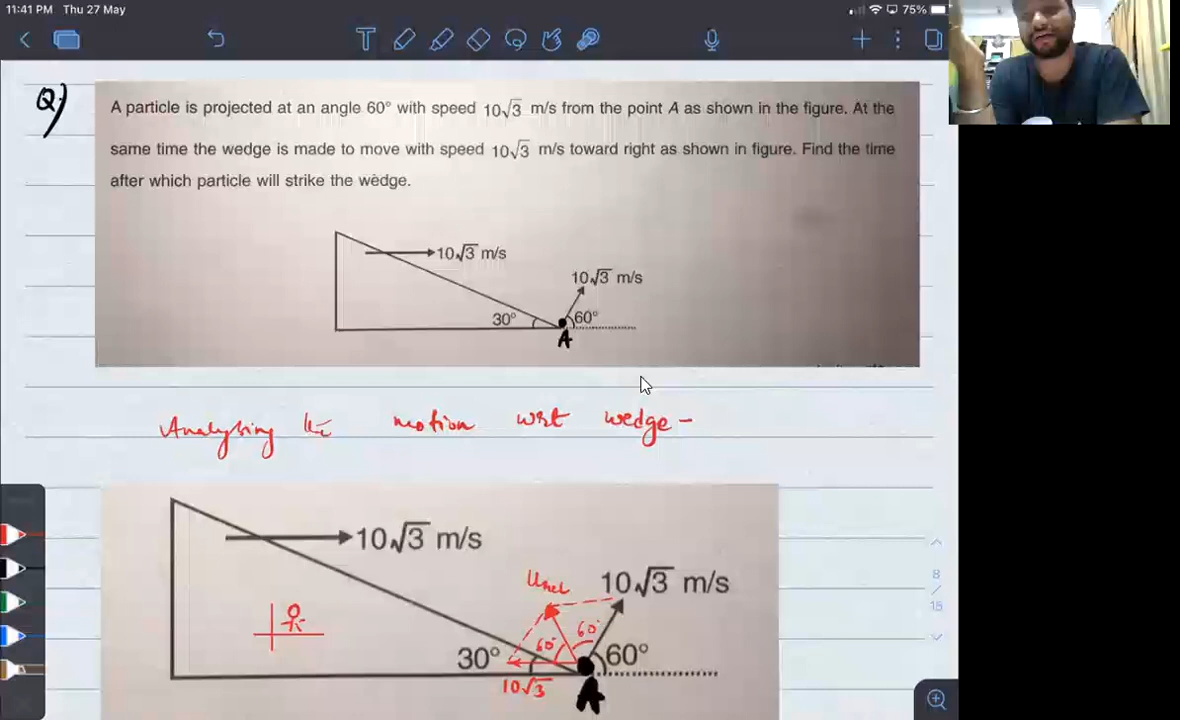 11:41 PM Thu 27 May
75%
Q)
A particle is projected at an angle 60° with speed 10√3 m/s from the point A as shown in the figure. At the
same time the wedge is made to move with speed 10√3 m/s toward right as shown in figure. Find the time
after which particle will strike the wedge.
10√3 m/s
10√3 m/s
30°
60°
A
Analysing the motion wrt wedge -
10√3 m/s
Urel
10√3 m/s
60°
60°
30°
60°
10√3
A
8
/
15